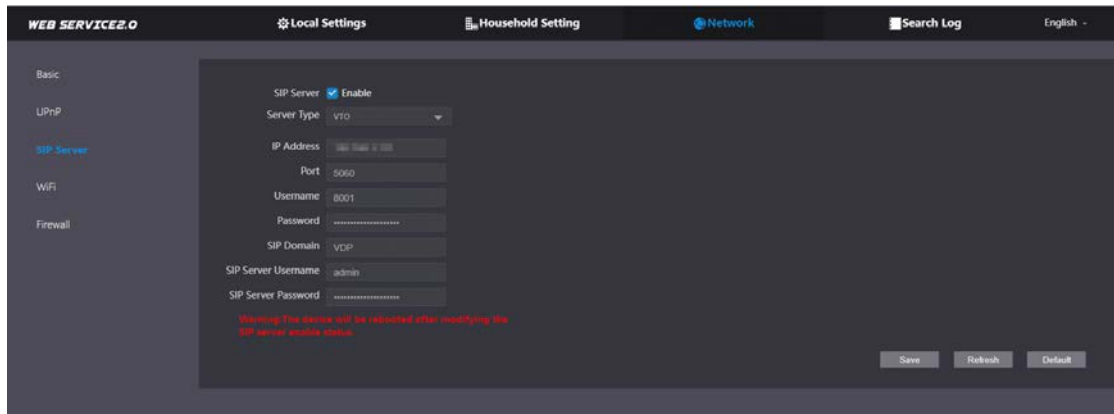 WEB SERVICE2.0 Local Settings Household Setting Network Search Log English
Basic
UPnP
SIP Server
WiFi
Firewall
SIP Server Enable
Server Type VTO
IP Address
Port 5060
Username 8001
Password ····················
SIP Domain VDP
SIP Server Username admin
SIP Server Password ····················
Warning:The device will be rebooted after modifying the
SIP server enable status.
Save Refresh Default